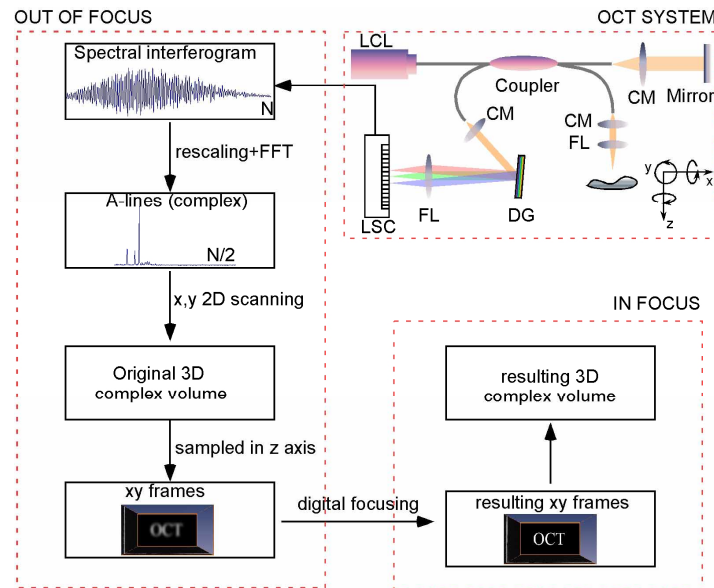 OUT OF FOCUS
OCT SYSTEM
Spectral interferogram
N
LCL
Coupler
CM
Mirror
CM
CM
FL
rescaling+FFT
y
x
z
LSC
FL
DG
A-lines (complex)
N/2
x,y 2D scanning
IN FOCUS
Original 3D
complex volume
resulting 3D
complex volume
sampled in z axis
xy frames
OCT
digital focusing
resulting xy frames
OCT